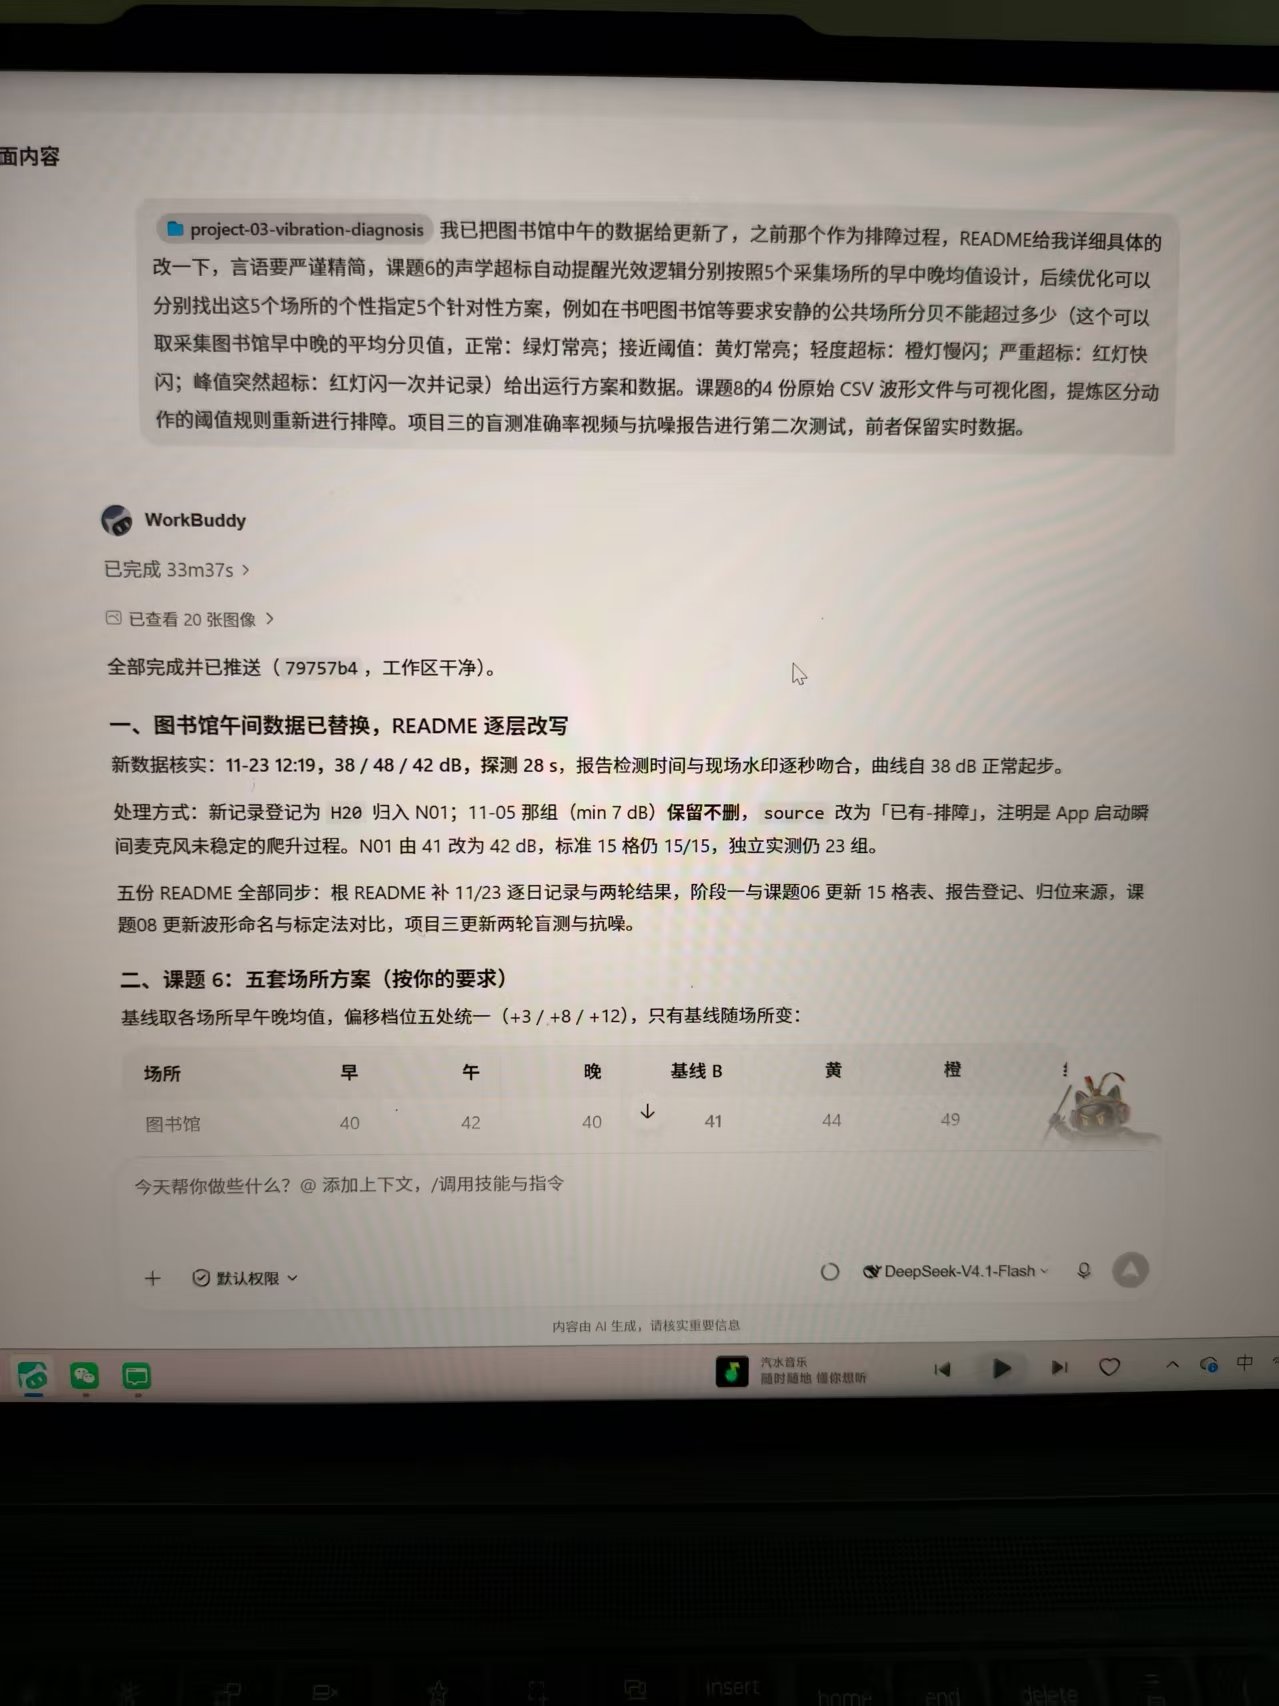 面内容
project-03-vibration-diagnosis 我已把图书馆中午的数据给更新了，之前那个作为排障过程，README给我详细具体的
改一下，言语要严谨精简，课题6的声学超标自动提醒光效逻辑分别按照5个采集场所的早中晚均值设计，后续优化可以
分别找出这5个场所的个性指定5个针对性方案，例如在书吧图书馆等要求安静的公共场所分贝不能超过多少（这个可以
取采集图书馆早中晚的平均分贝值，正常：绿灯常亮；接近阈值：黄灯常亮；轻度超标：橙灯慢闪；严重超标：红灯快
闪；峰值突然超标：红灯闪一次并记录）给出运行方案和数据。课题8的4 份原始 CSV 波形文件与可视化图，提炼区分动
作的阈值规则重新进行排障。项目三的盲测准确率视频与抗噪报告进行第二次测试，前者保留实时数据。
WorkBuddy
已完成 33m37s >
已查看 20 张图像 >
全部完成并已推送（ 79757b4 ，工作区干净）。
一、图书馆午间数据已替换，README 逐层改写
新数据核实：11-23 12:19，38 / 48 / 42 dB，探测 28 s，报告检测时间与现场水印逐秒吻合，曲线自 38 dB 正常起步。
处理方式：新记录登记为 H20 归入 N01；11-05 那组（min 7 dB）保留不删， source 改为「已有-排障」，注明是 App 启动瞬
间麦克风未稳定的爬升过程。N01 由 41 改为 42 dB，标准 15 格仍 15/15，独立实测仍 23 组。
五份 README 全部同步：根 README 补 11/23 逐日记录与两轮结果，阶段一与课题06 更新 15 格表、报告登记、归位来源，课
题08 更新波形命名与标定法对比，项目三更新两轮盲测与抗噪。
二、课题 6：五套场所方案（按你的要求）
基线取各场所早午晚均值，偏移档位五处统一（+3 / +8 / +12），只有基线随场所变：
场所 早 午 晚 基线 B 黄 橙
图书馆 40 42 40 41 44 49
今天帮你做些什么？@ 添加上下文，/调用技能与指令
默认权限 DeepSeek-V4.1-Flash
内容由 AI 生成，请核实重要信息
汽水音乐
随时随地 懂你想听
中
insert home end delete